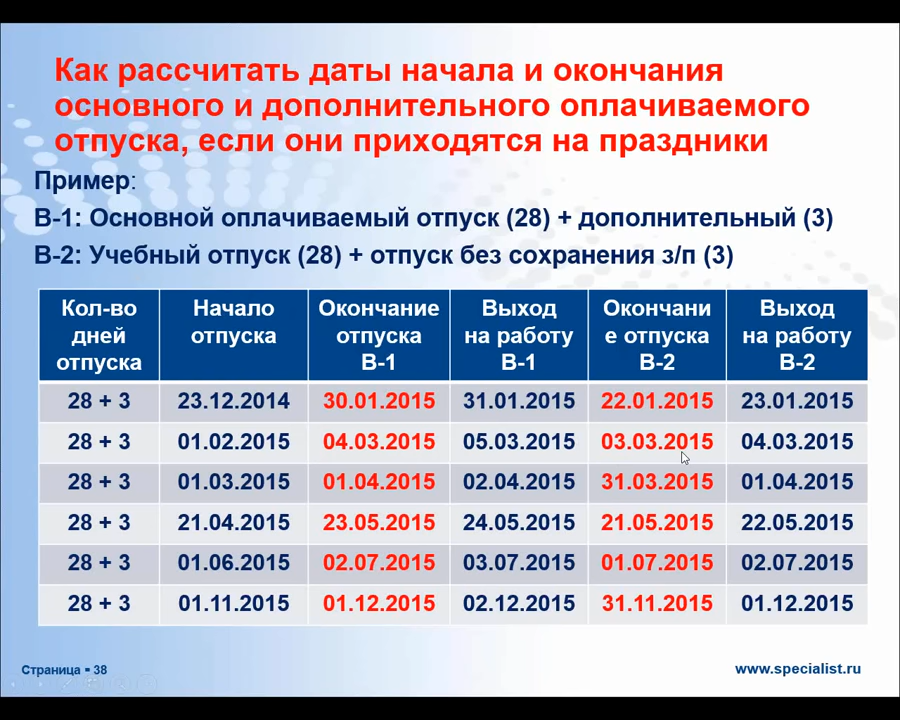 Как рассчитать даты начала и окончания
основного и дополнительного оплачиваемого
отпуска, если они приходятся на праздники
Пример:
В-1: Основной оплачиваемый отпуск (28) + дополнительный (3)
В-2: Учебный отпуск (28) + отпуск без сохранения з/п (3)
Кол-во дней отпуска | Начало отпуска | Окончание отпуска В-1 | Выход на работу В-1 | Окончани е отпуска В-2 | Выход на работу В-2
28 + 3 | 23.12.2014 | 30.01.2015 | 31.01.2015 | 22.01.2015 | 23.01.2015
28 + 3 | 01.02.2015 | 04.03.2015 | 05.03.2015 | 03.03.2015 | 04.03.2015
28 + 3 | 01.03.2015 | 01.04.2015 | 02.04.2015 | 31.03.2015 | 01.04.2015
28 + 3 | 21.04.2015 | 23.05.2015 | 24.05.2015 | 21.05.2015 | 22.05.2015
28 + 3 | 01.06.2015 | 02.07.2015 | 03.07.2015 | 01.07.2015 | 02.07.2015
28 + 3 | 01.11.2015 | 01.12.2015 | 02.12.2015 | 31.11.2015 | 01.12.2015
Страница ▪ 38
www.specialist.ru